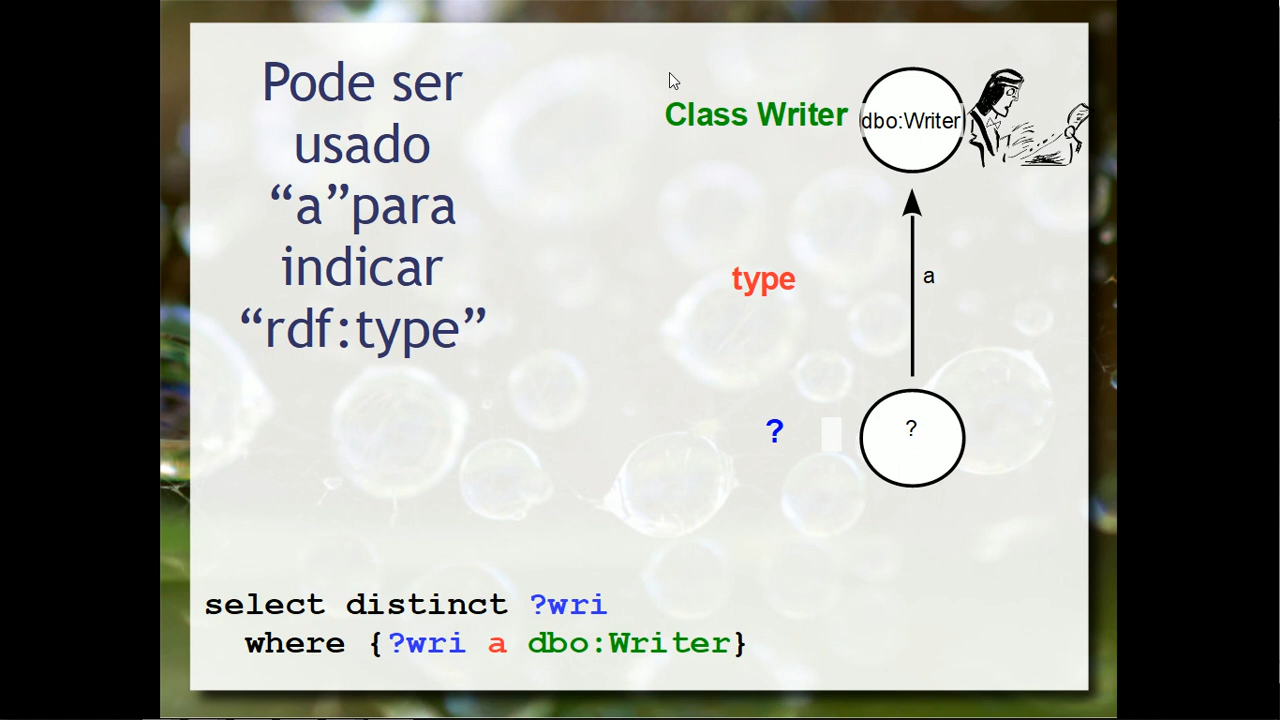 Pode ser
usado
“a”para
indicar
“rdf:type”
Class Writer
dbo:Writer
type
a
?
?
select distinct ?wri
where {?wri a dbo:Writer}